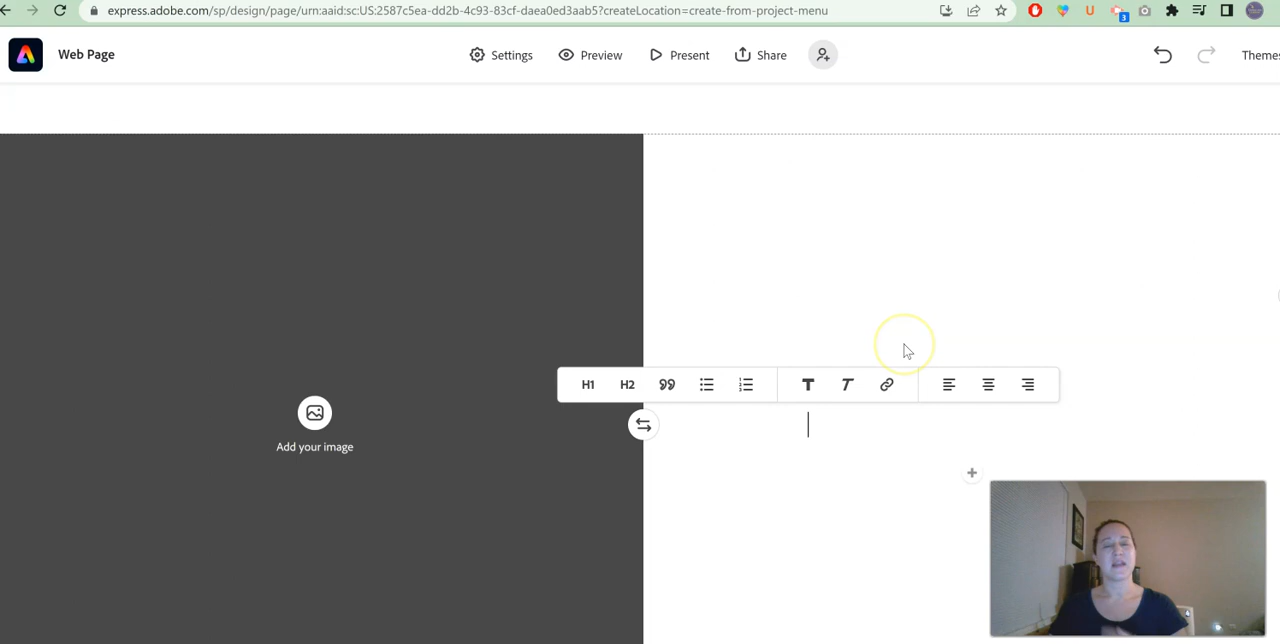 express.adobe.com/sp/design/page/urn:aaid:sc:US:2587c5ea-dd2b-4c93-83cf-daea0ed3aab5?createLocation=create-from-project-menu
U
3
Web Page
Settings
Preview
Present
Share
Themes
H1
H2
T
T
Add your image